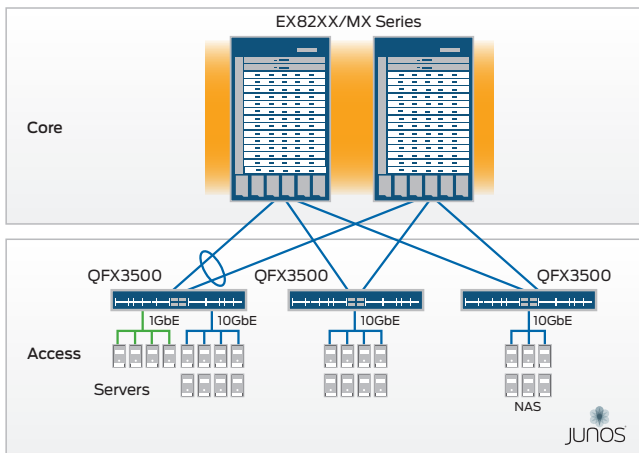 EX82XX/MX Series
Core
QFX3500
QFX3500
QFX3500
1GbE
10GbE
10GbE
10GbE
Access
Servers
NAS
JUNOS